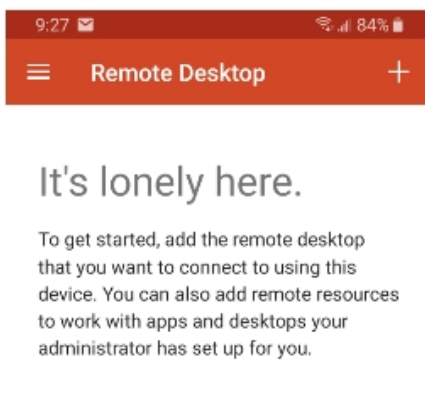 9:27 84%
Remote Desktop
It's lonely here.
To get started, add the remote desktop
that you want to connect to using this
device. You can also add remote resources
to work with apps and desktops your
administrator has set up for you.